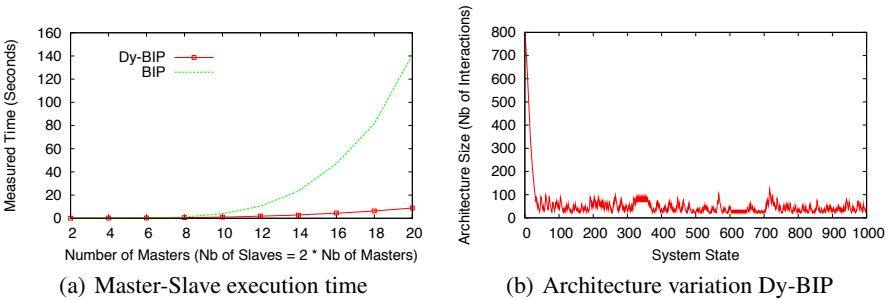 Measured Time (Seconds)
160
140
120
100
80
60
40
20
0
Dy-BIP
BIP
2 4 6 8 10 12 14 16 18 20
Number of Masters (Nb of Slaves = 2 * Nb of Masters)
(a) Master-Slave execution time
Architecture Size (Nb of Interactions)
800
700
600
500
400
300
200
100
0
0 100 200 300 400 500 600 700 800 900 1000
System State
(b) Architecture variation Dy-BIP